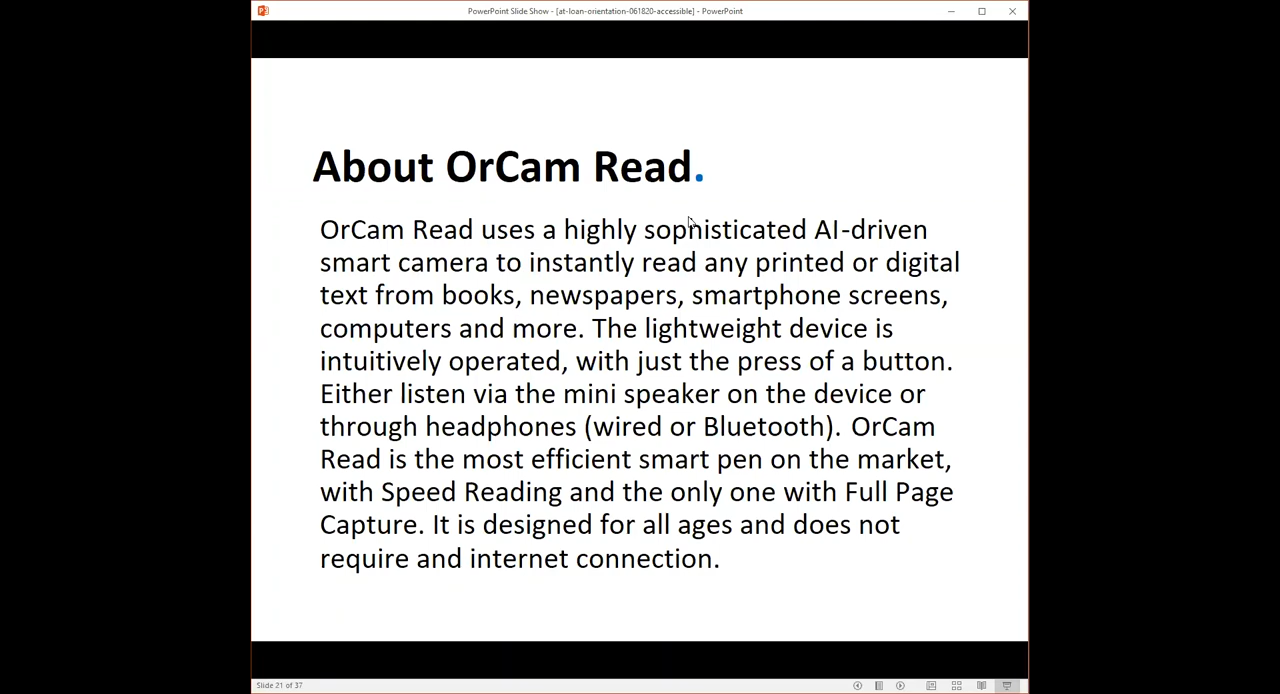 PowerPoint Slide Show - [at-loan-orientation-061820-accessible] - PowerPoint
About OrCam Read.
OrCam Read uses a highly sophisticated AI-driven
smart camera to instantly read any printed or digital
text from books, newspapers, smartphone screens,
computers and more. The lightweight device is
intuitively operated, with just the press of a button.
Either listen via the mini speaker on the device or
through headphones (wired or Bluetooth). OrCam
Read is the most efficient smart pen on the market,
with Speed Reading and the only one with Full Page
Capture. It is designed for all ages and does not
require and internet connection.
Slide 21 of 37